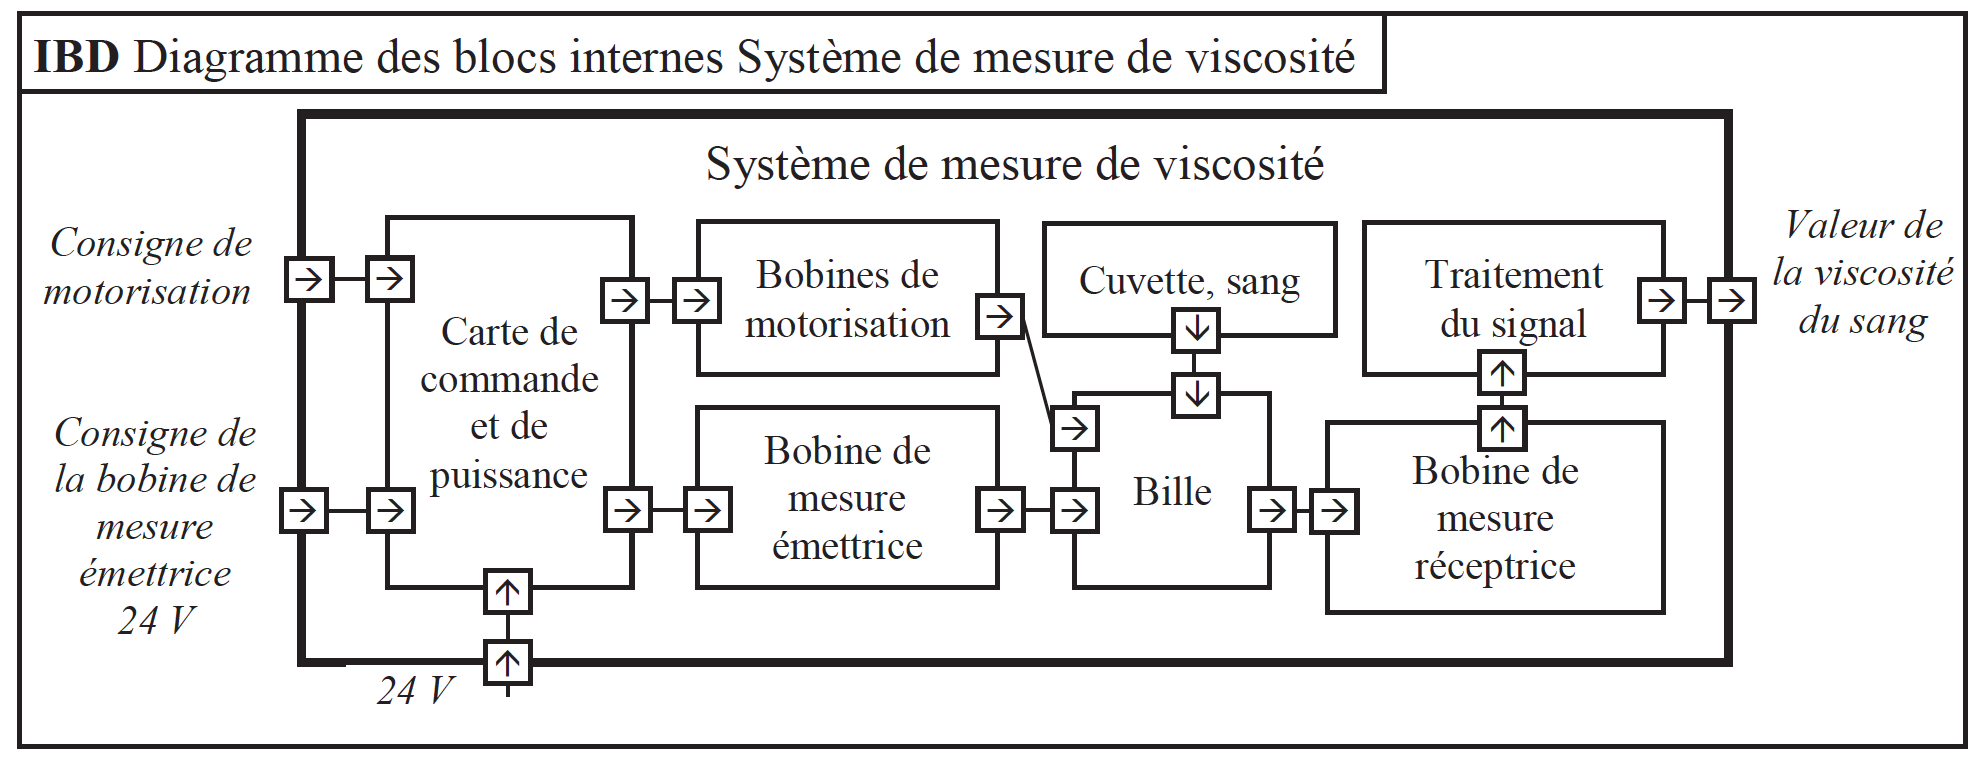 IBD Diagramme des blocs internes Système de mesure de viscosité
Système de mesure de viscosité
Consigne de
motorisation
Consigne de
la bobine de
mesure
émettrice
24 V
24 V
Carte de
commande
et de
puissance
Bobines de
motorisation
Bobine de
mesure
émettrice
Cuvette, sang
Bille
Traitement
du signal
Bobine de
mesure
réceptrice
Valeur de
la viscosité
du sang